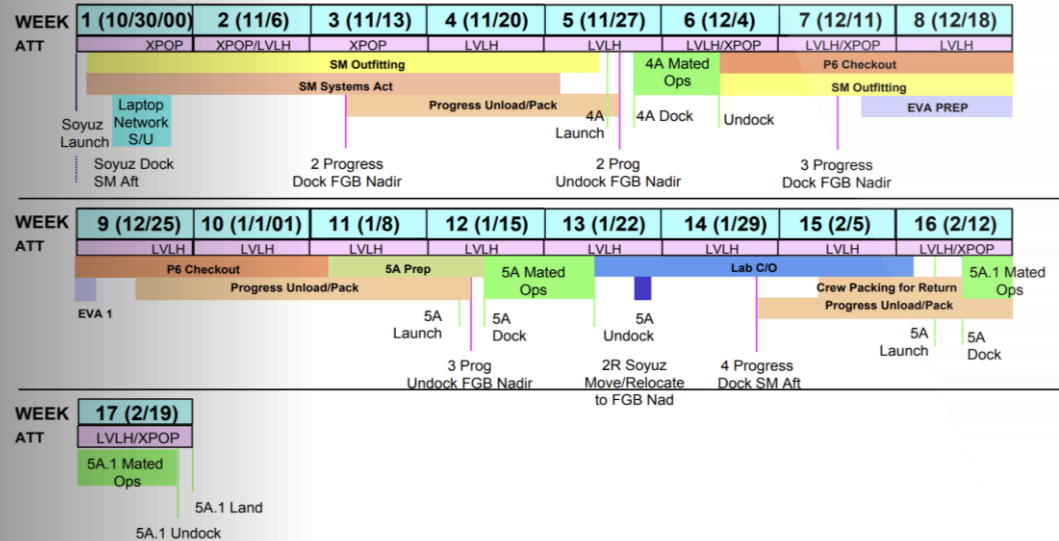 WEEK 1 (10/30/00) 2 (11/6) 3 (11/13) 4 (11/20) 5 (11/27) 6 (12/4) 7 (12/11) 8 (12/18)
ATT XPOP XPOP/LVLH XPOP LVLH LVLH LVLH/XPOP LVLH/XPOP LVLH
SM Outfitting 4A Mated P6 Checkout
Ops
SM Systems Act SM Outfitting
Laptop Progress Unload/Pack EVA PREP
Network
S/U
Soyuz
Launch
4A
Launch
4A Dock
Undock
Soyuz Dock
SM Aft
2 Progress
Dock FGB Nadir
2 Prog
Undock FGB Nadir
3 Progress
Dock FGB Nadir
WEEK 9 (12/25) 10 (1/1/01) 11 (1/8) 12 (1/15) 13 (1/22) 14 (1/29) 15 (2/5) 16 (2/12)
ATT LVLH LVLH LVLH LVLH LVLH LVLH LVLH LVLH/XPOP
P6 Checkout 5A Prep 5A Mated Lab C/O 5A.1 Mated
Ops Ops
Progress Unload/Pack Crew Packing for Return
Progress Unload/Pack
EVA 1
5A
Launch
5A
Dock
5A
Undock
5A
Launch
5A
Dock
3 Prog
Undock FGB Nadir
2R Soyuz
Move/Relocate
to FGB Nad
4 Progress
Dock SM Aft
WEEK 17 (2/19)
ATT LVLH/XPOP
5A.1 Mated
Ops
5A.1 Land
5A.1 Undock